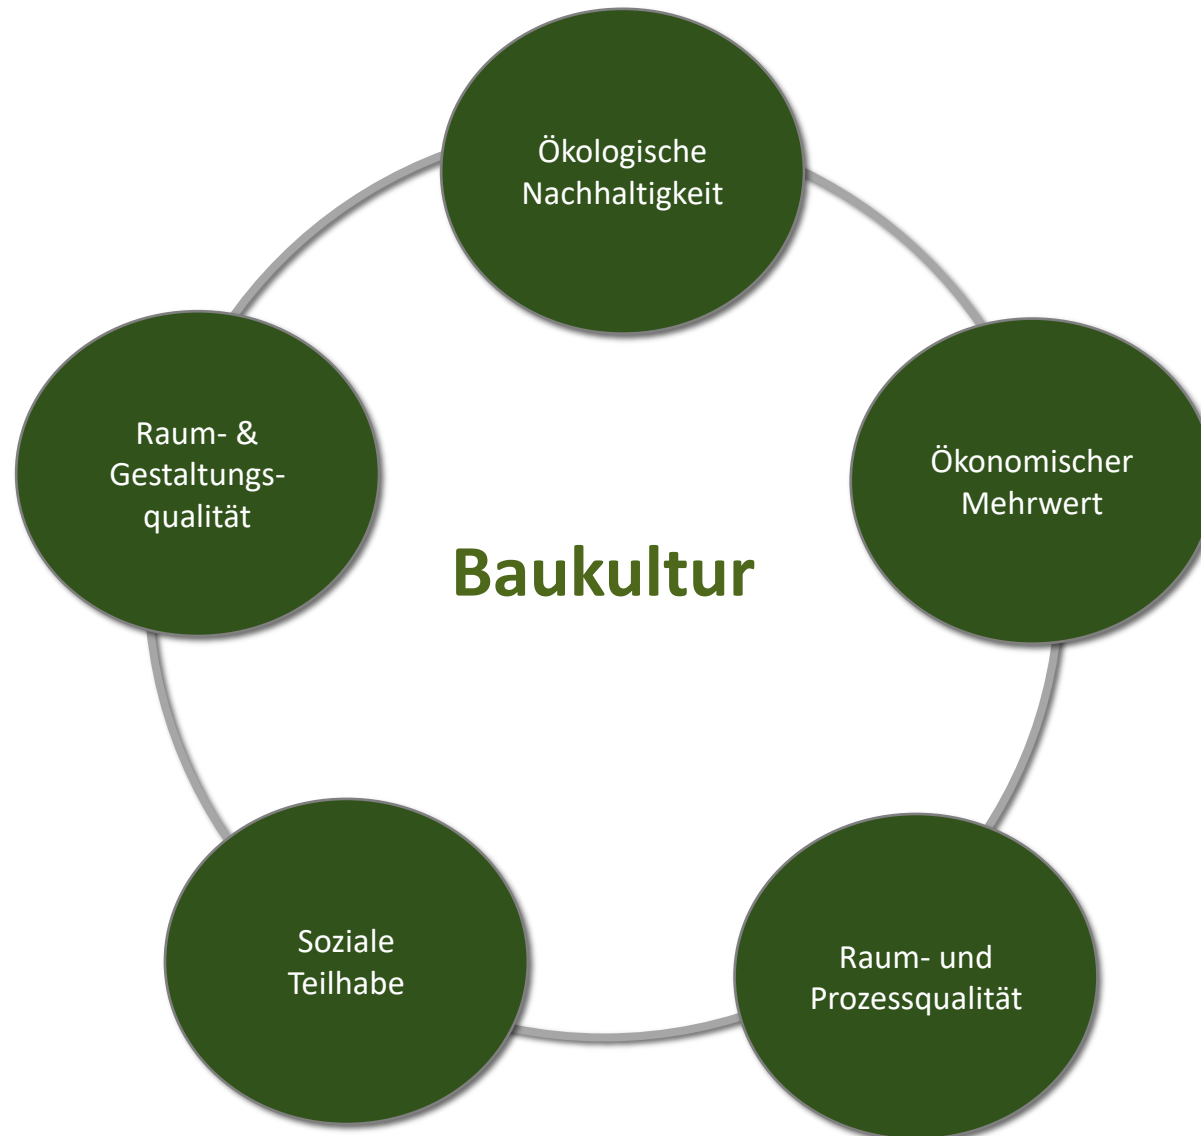 Ökologische
Nachhaltigkeit
Raum- &
Gestaltungs-
qualität
Ökonomischer
Mehrwert
Baukultur
Soziale
Teilhabe
Raum- und
Prozessqualität